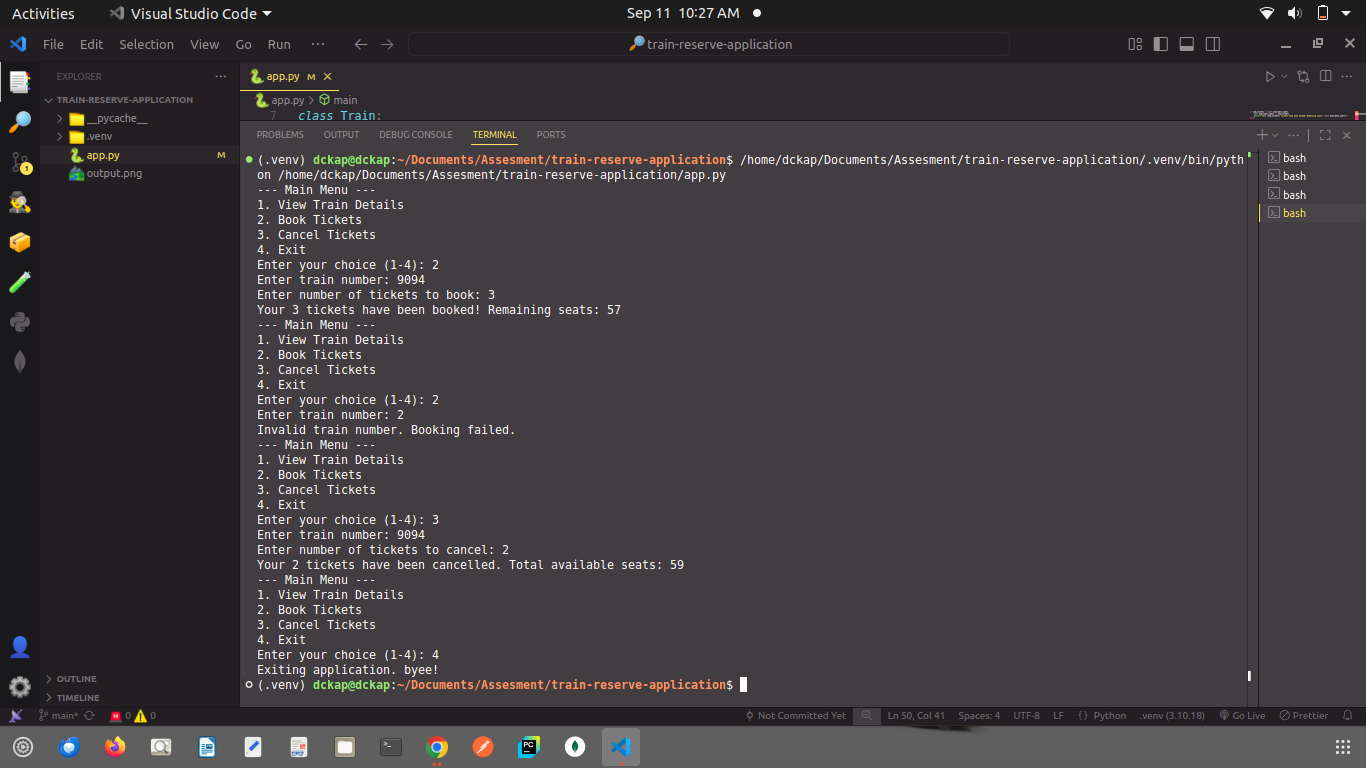 Activities
Visual Studio Code
Sep 11 10:27 AM
File Edit Selection View Go Run ···
train-reserve-application
EXPLORER
TRAIN-RESERVE-APPLICATION
__pycache__
.venv
app.py M
output.png
OUTLINE
TIMELINE
app.py M
app.py > main
7 class Train:
PROBLEMS OUTPUT DEBUG CONSOLE TERMINAL PORTS
(.venv) dckap@dckap:~/Documents/Assesment/train-reserve-application$ /home/dckap/Documents/Assesment/train-reserve-application/.venv/bin/pyth
on /home/dckap/Documents/Assesment/train-reserve-application/app.py
--- Main Menu ---
1. View Train Details
2. Book Tickets
3. Cancel Tickets
4. Exit
Enter your choice (1-4): 2
Enter train number: 9094
Enter number of tickets to book: 3
Your 3 tickets have been booked! Remaining seats: 57
--- Main Menu ---
1. View Train Details
2. Book Tickets
3. Cancel Tickets
4. Exit
Enter your choice (1-4): 2
Enter train number: 2
Invalid train number. Booking failed.
--- Main Menu ---
1. View Train Details
2. Book Tickets
3. Cancel Tickets
4. Exit
Enter your choice (1-4): 3
Enter train number: 9094
Enter number of tickets to cancel: 2
Your 2 tickets have been cancelled. Total available seats: 59
--- Main Menu ---
1. View Train Details
2. Book Tickets
3. Cancel Tickets
4. Exit
Enter your choice (1-4): 4
Exiting application. byee!
(.venv) dckap@dckap:~/Documents/Assesment/train-reserve-application$
bash
bash
bash
bash
1
main* 0 0
Not Committed Yet
Ln 50, Col 41
Spaces: 4
UTF-8
LF
{} Python
.venv (3.10.18)
Go Live
Prettier
PC